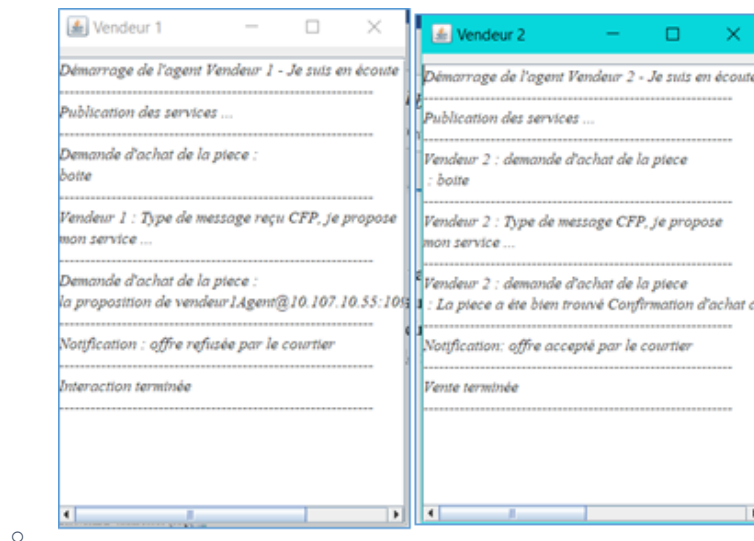 Vendeur 1
Démarrage de l'agent Vendeur 1 - Je suis en écoute
Publication des services ...
Demande d'achat de la piece :
boite
Vendeur 1 : Type de message reçu CFP, je propose
mon service ...
Demande d'achat de la piece :
la proposition de vendeur1Agent@10.107.10.55:109
Notification : offre refusée par le courtier
Interaction terminée
Vendeur 2
Démarrage de l'agent Vendeur 2 - Je suis en écoute
Publication des services ...
Vendeur 2 : demande d'achat de la piece
: boite
Vendeur 2 : Type de message CFP, je propose
mon service ...
Vendeur 2 : demande d'achat de la piece
: La piece a éte bien trouvé Confirmation d'achat d
Notification: offre accepté par le courtier
Vente terminée